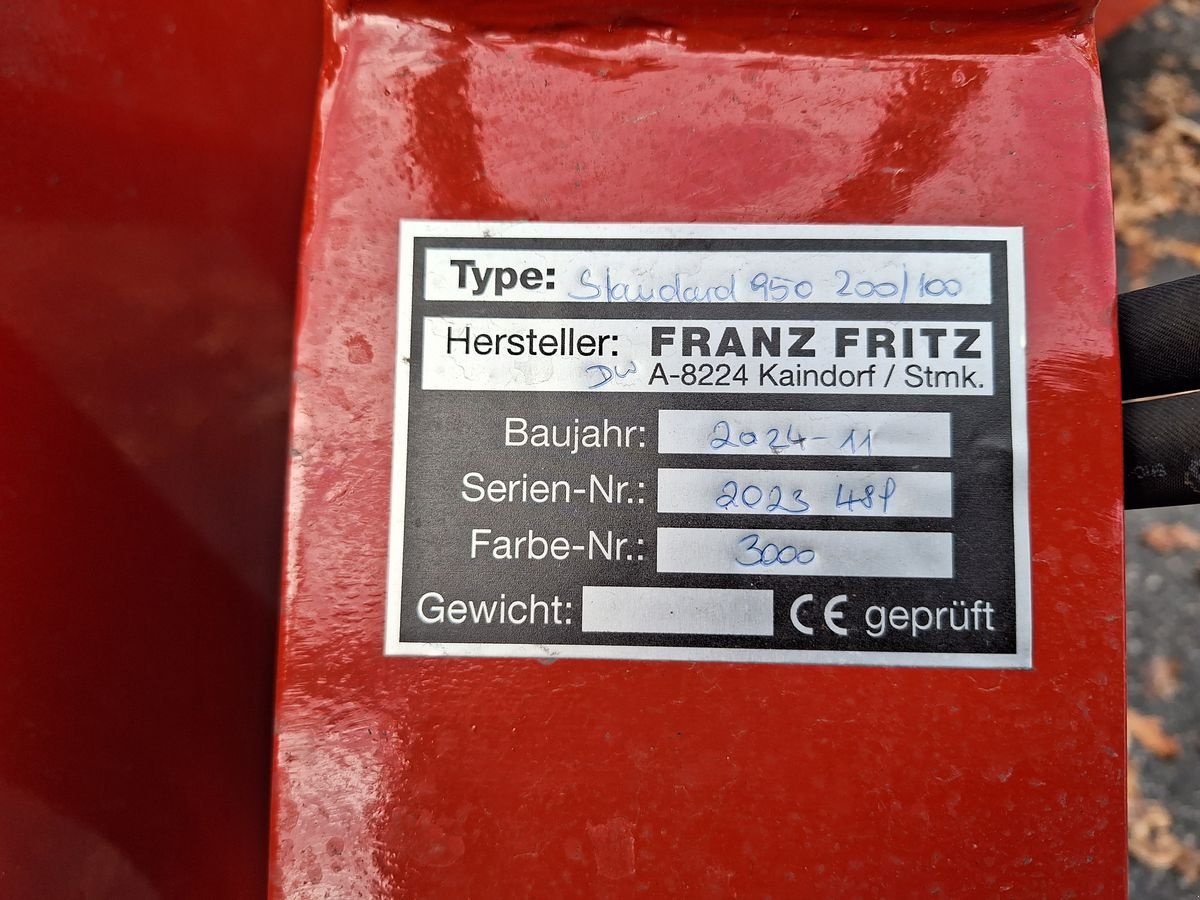 Type: Standard 950 200/100
Hersteller: FRANZ FRITZ
DW A-8224 Kaindorf / Stmk.
Baujahr: 2024-11
Serien-Nr.: 2023
Farbe-Nr.: 3000
Gewicht:
CE geprüft